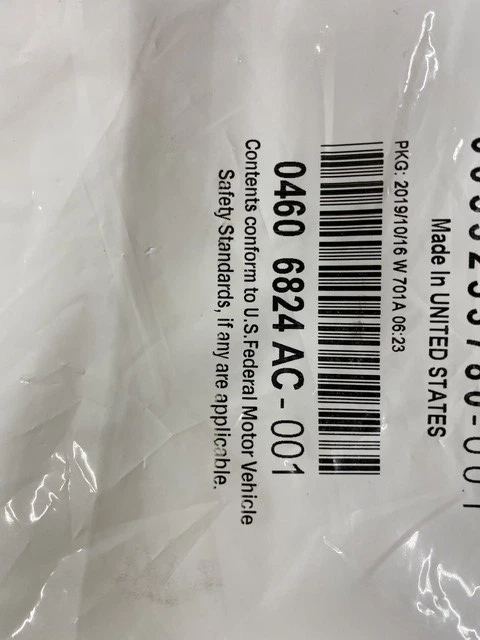 Made In UNITED STATES
PKG: 2019/10/16 W 701A 06:23
0460 6824 AC - 001
Contents conform to U.S.Federal Motor Vehicle
Safety Standards, if any are applicable.